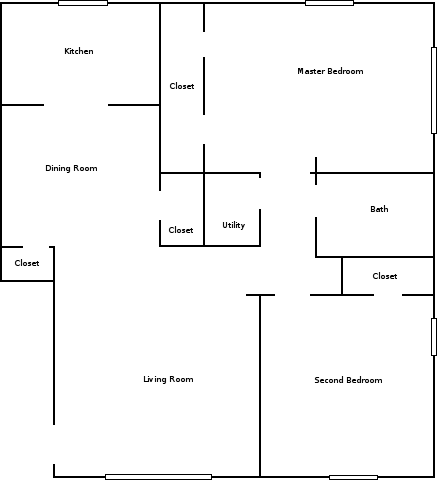 Kitchen
Master Bedroom
Closet
Dining Room
Bath
Utility
Closet
Closet
Closet
Living Room
Second Bedroom